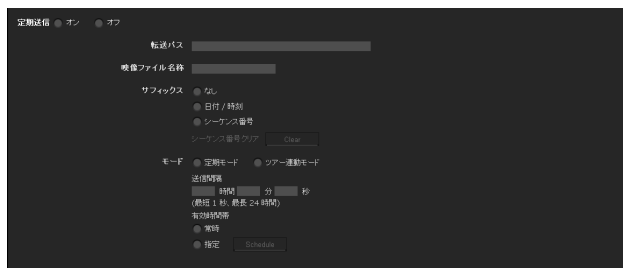 定期送信 オン オフ
転送パス
映像ファイル名称
サフィックス なし
日付 / 時刻
シーケンス番号
シーケンス番号クリア Clear
モード 定期モード ツアー連動モード
送信間隔
時間 分 秒
(最短 1 秒、最長 24 時間)
有効時間帯
常時
指定 Schedule